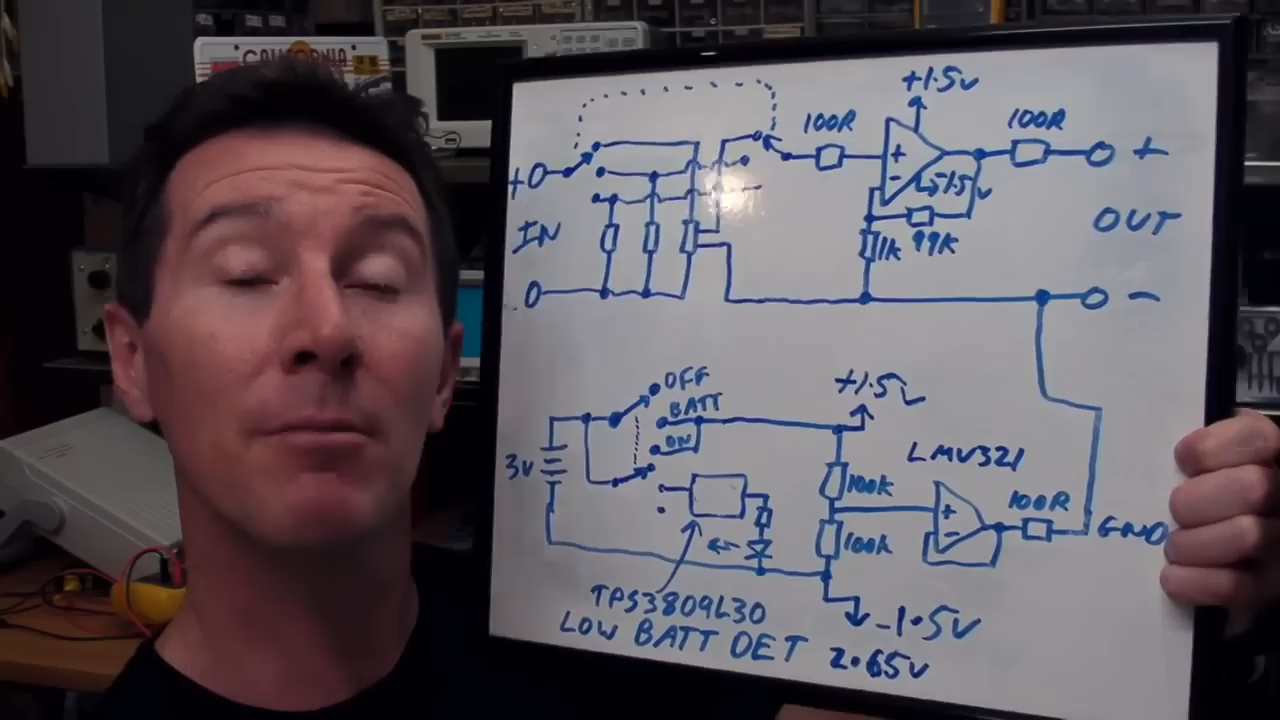 CALIFORNIA
+1.5V
100R
100R
+
+
-
-1.5V
+
IN
OUT
1K
99K
-
OFF
BATT
ON
+1.5V
3V
LMV321
100K
+
-
100R
100K
GND
TPS3809L30
LOW BATT DET 2.65V
-1.5V